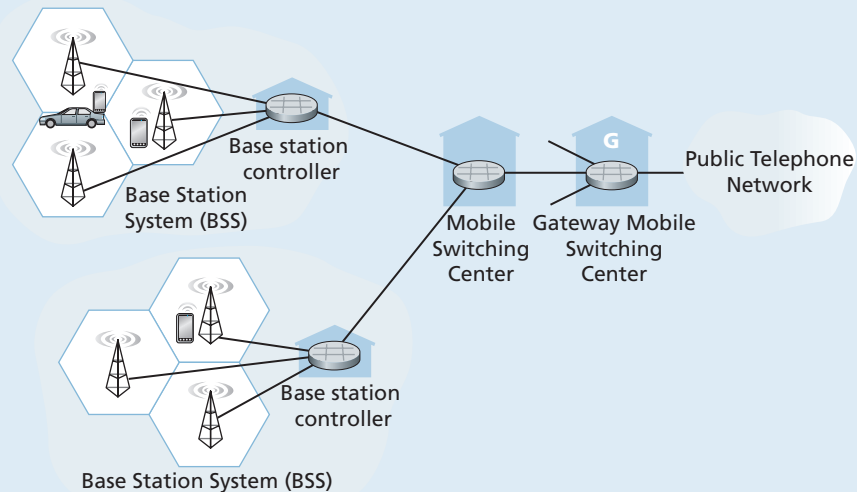 Base station
controller
Base Station
System (BSS)
G
Public Telephone
Network
Mobile
Switching
Center
Gateway Mobile
Switching
Center
Base station
controller
Base Station System (BSS)